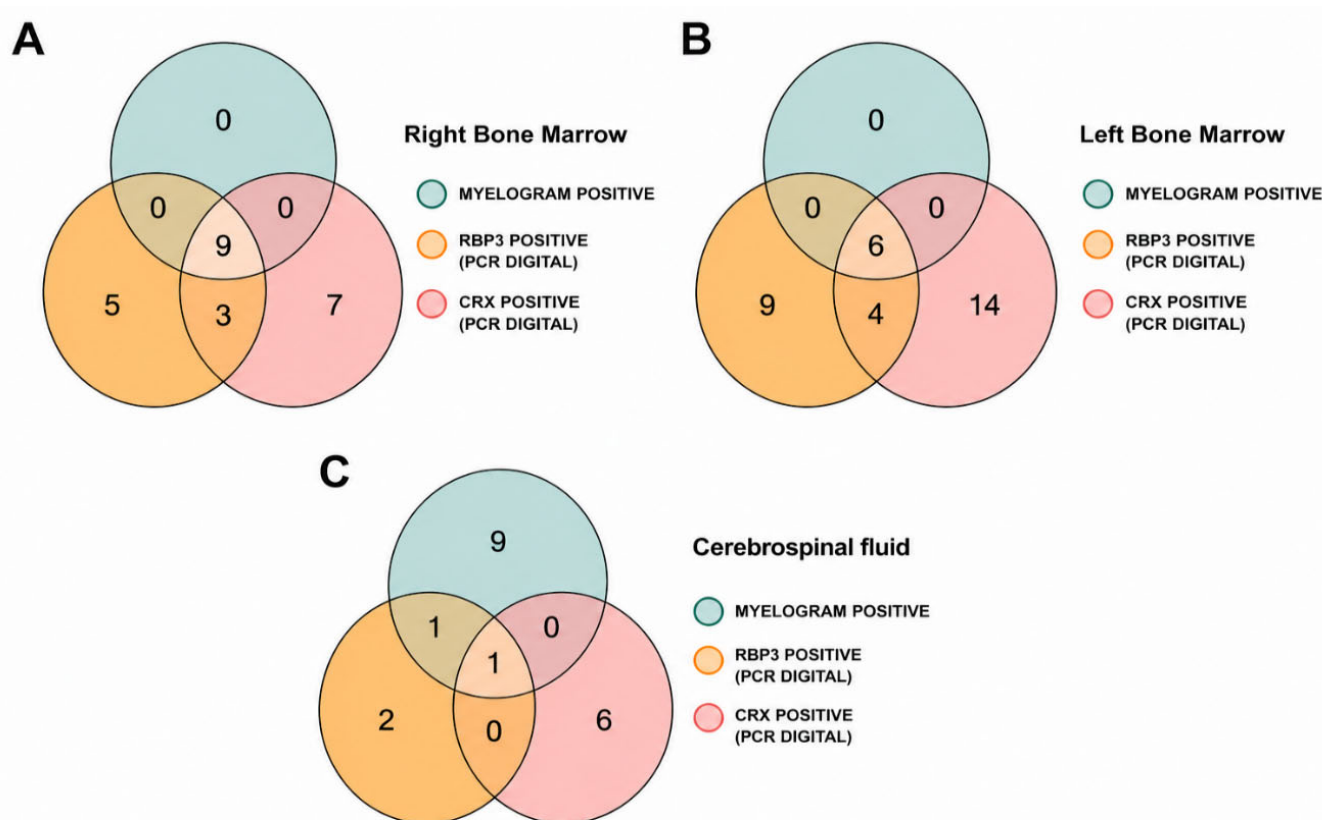 A
0
0
0
9
5
3
7
Right Bone Marrow
MYELOGRAM POSITIVE
RBP3 POSITIVE
(PCR DIGITAL)
CRX POSITIVE
(PCR DIGITAL)
B
0
0
0
6
9
4
14
Left Bone Marrow
MYELOGRAM POSITIVE
RBP3 POSITIVE
(PCR DIGITAL)
CRX POSITIVE
(PCR DIGITAL)
C
9
1
0
1
2
0
6
Cerebrospinal fluid
MYELOGRAM POSITIVE
RBP3 POSITIVE
(PCR DIGITAL)
CRX POSITIVE
(PCR DIGITAL)